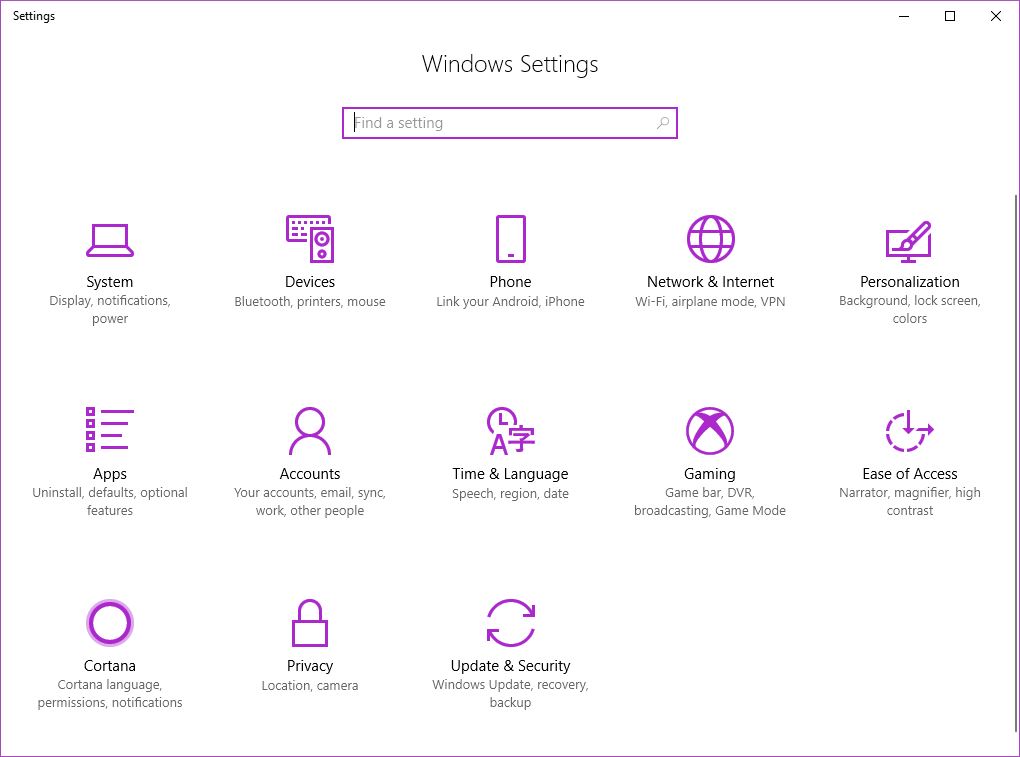 Settings
Windows Settings
Find a setting
System
Display, notifications,
power
Devices
Bluetooth, printers, mouse
Phone
Link your Android, iPhone
Network & Internet
Wi-Fi, airplane mode, VPN
Personalization
Background, lock screen,
colors
Apps
Uninstall, defaults, optional
features
Accounts
Your accounts, email, sync,
work, other people
A字
Time & Language
Speech, region, date
Gaming
Game bar, DVR,
broadcasting, Game Mode
Ease of Access
Narrator, magnifier, high
contrast
Cortana
Cortana language,
permissions, notifications
Privacy
Location, camera
Update & Security
Windows Update, recovery,
backup